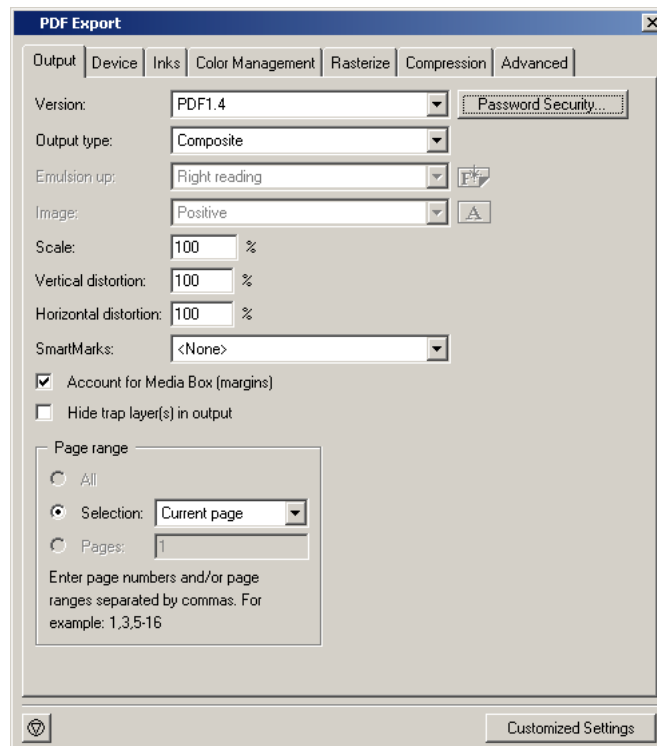 PDF Export
Output Device Inks Color Management Rasterize Compression Advanced
Version: PDF1.4 Password Security...
Output type: Composite
Emulsion up: Right reading F
Image: Positive A
Scale: 100 %
Vertical distortion: 100 %
Horizontal distortion: 100 %
SmartMarks: <None>
Account for Media Box (margins)
Hide trap layer(s) in output
Page range
All
Selection: Current page
Pages: 1
Enter page numbers and/or page
ranges separated by commas. For
example: 1,3,5-16
Customized Settings